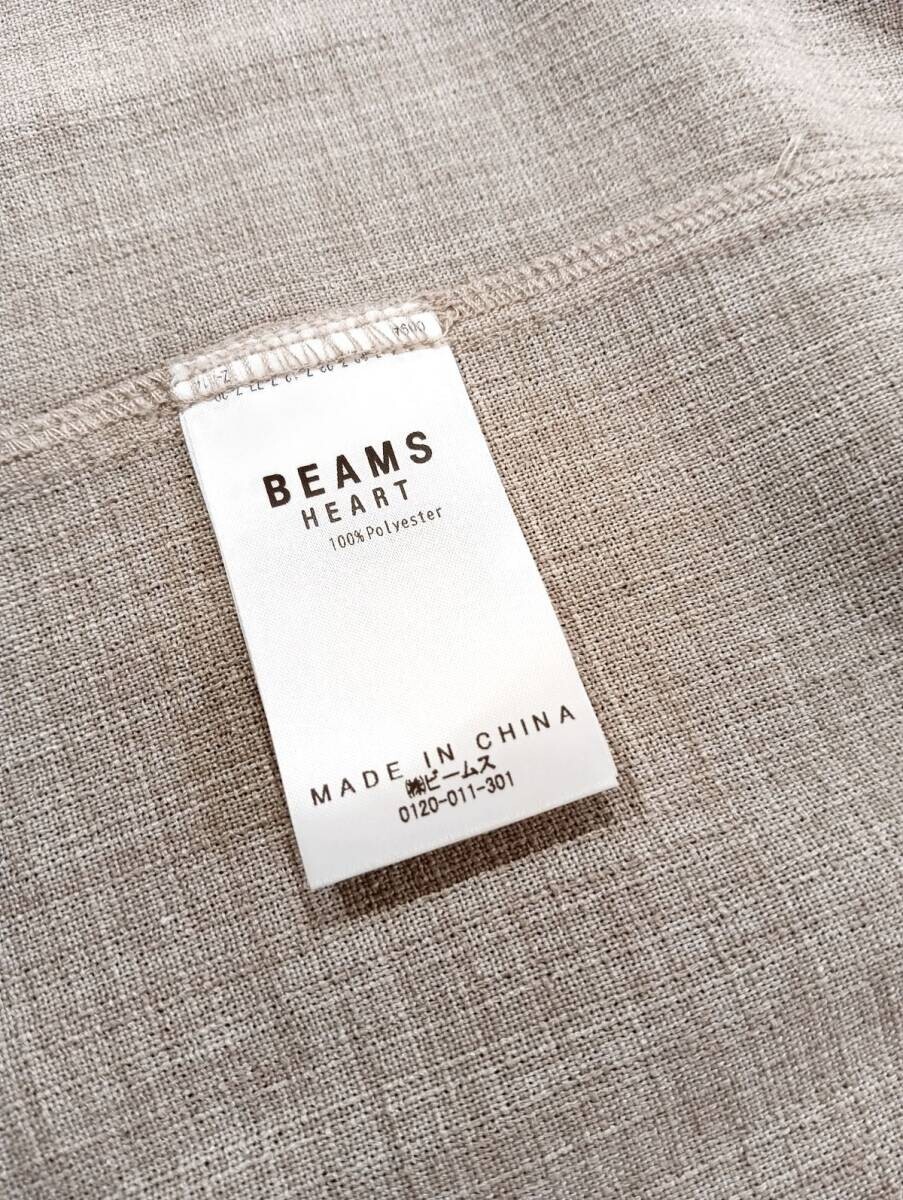 BEAMS
HEART
100%Polyester
MADE IN CHINA
㈱ビームス
0120-011-301